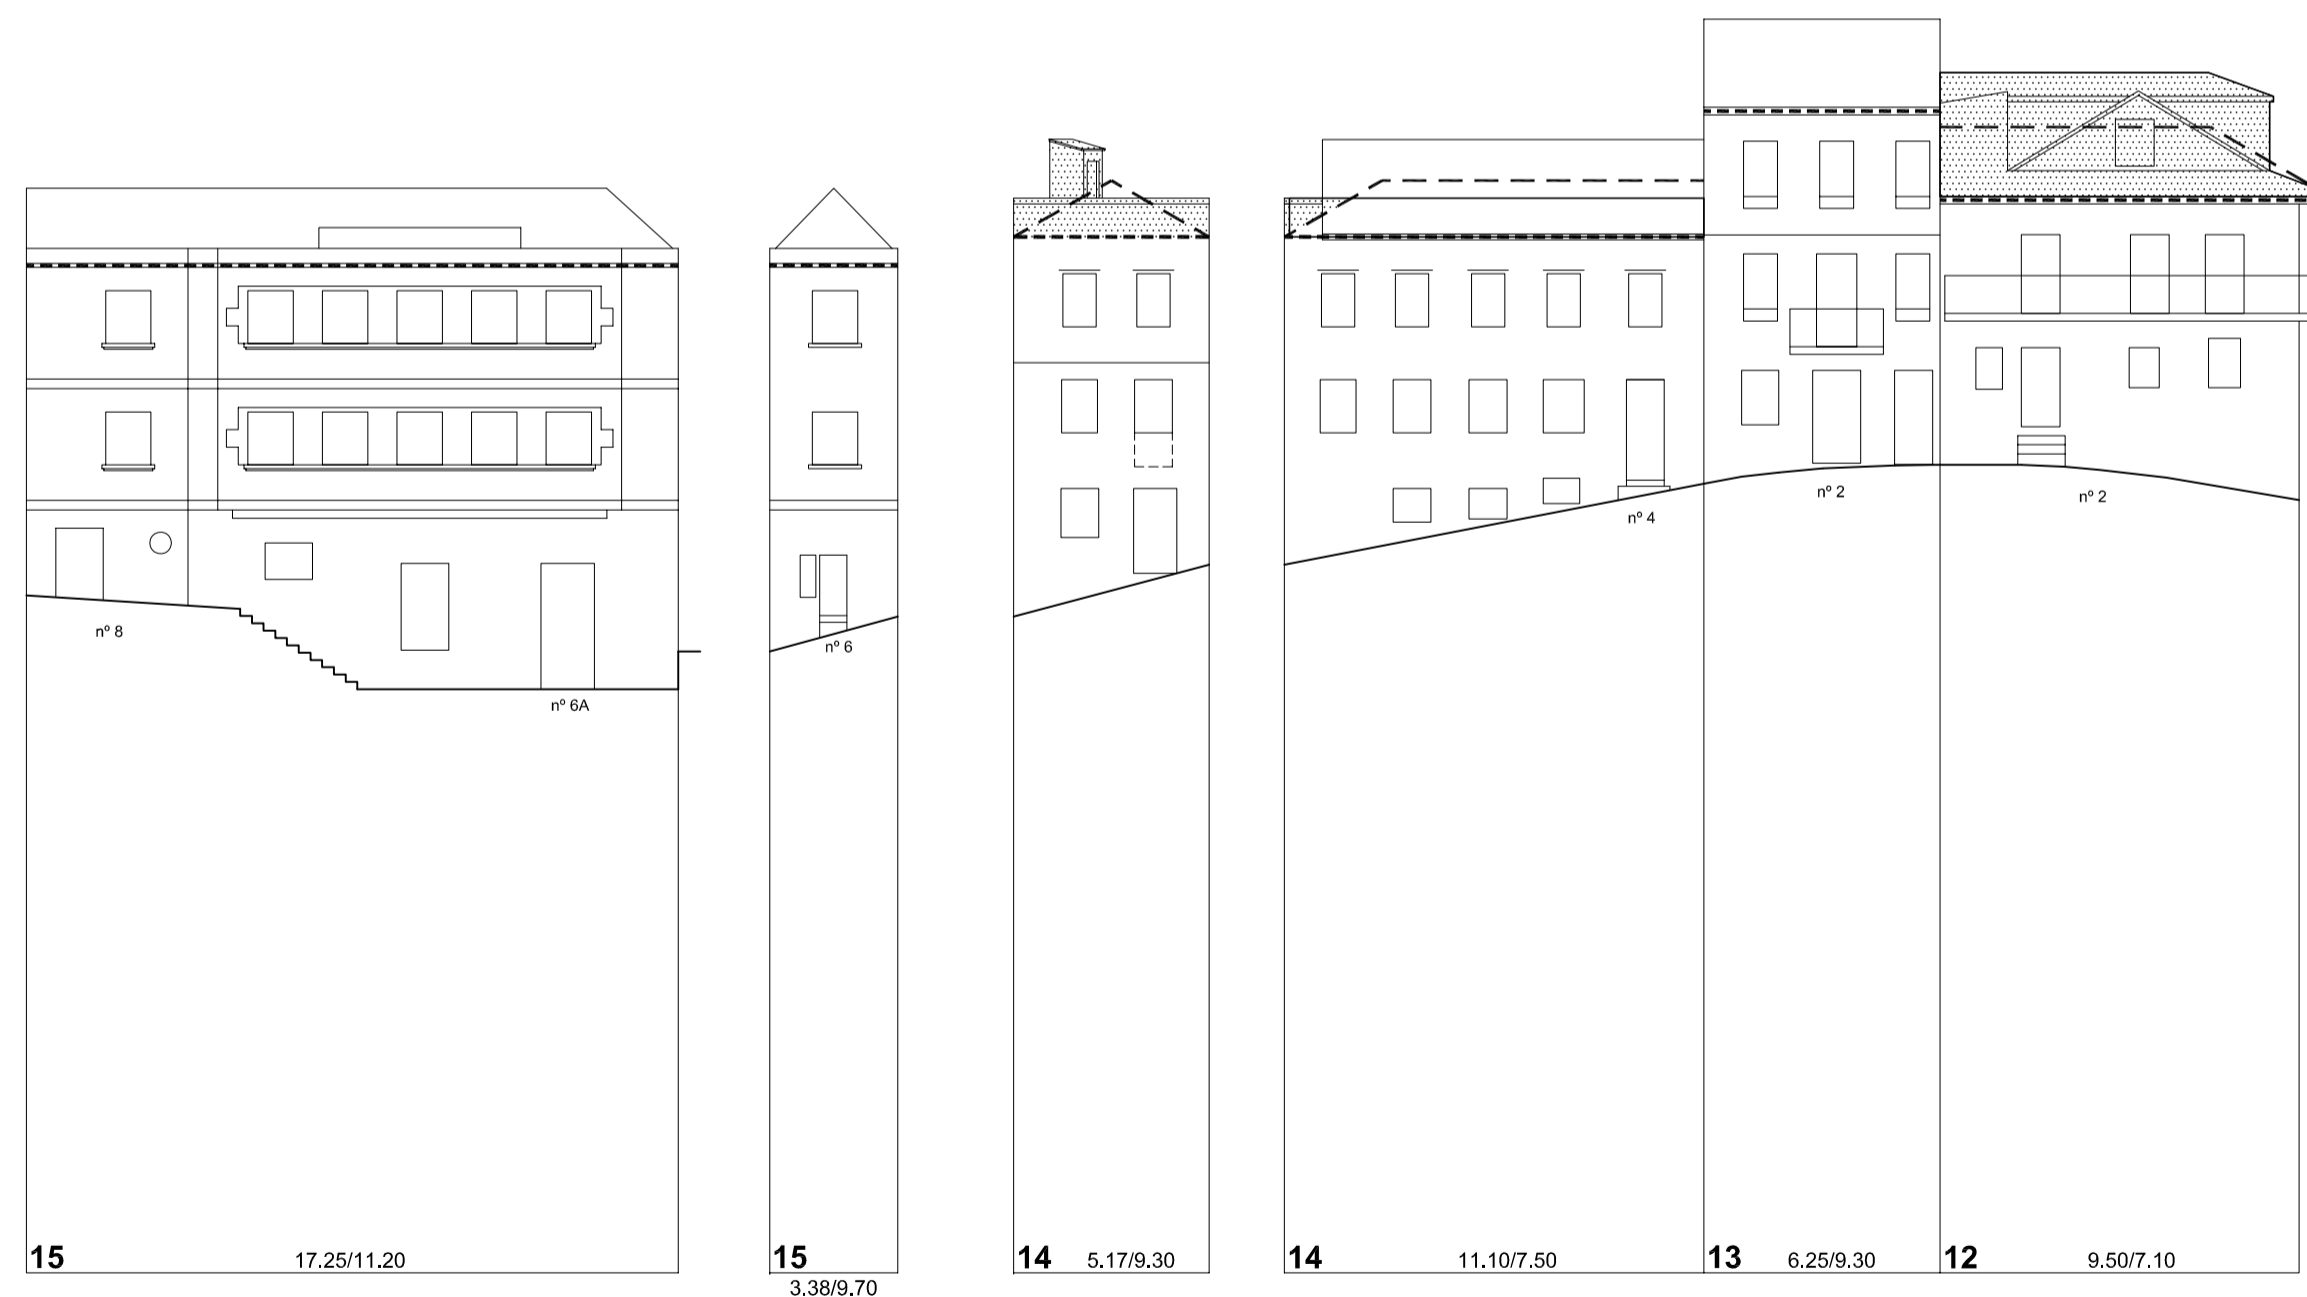 nº 8
nº 6A
nº 6
nº 4
nº 2
nº 2
15 17.25/11.20
15
3.38/9.70
14 5.17/9.30
14 11.10/7.50
13 6.25/9.30
12 9.50/7.10